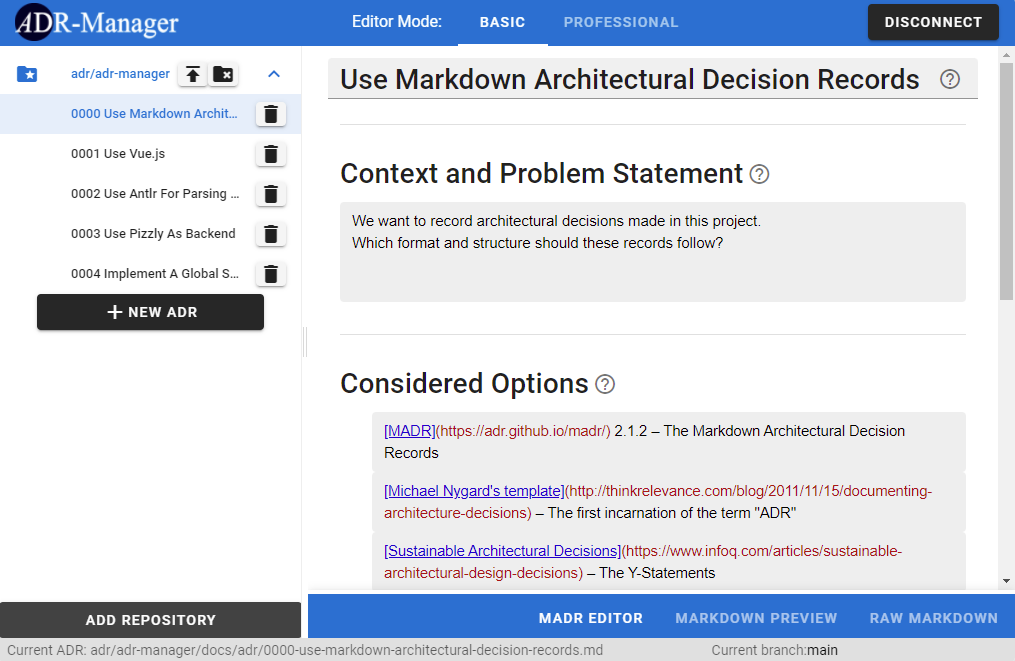 ADR-Manager
Editor Mode: BASIC PROFESSIONAL
DISCONNECT
adr/adr-manager
0000 Use Markdown Archit...
0001 Use Vue.js
0002 Use Antlr For Parsing ...
0003 Use Pizzly As Backend
0004 Implement A Global S...
+ NEW ADR
ADD REPOSITORY
Use Markdown Architectural Decision Records ?
Context and Problem Statement ?
We want to record architectural decisions made in this project.
Which format and structure should these records follow?
Considered Options ?
[MADR](https://adr.github.io/madr/) 2.1.2 – The Markdown Architectural Decision
Records
[Michael Nygard's template](http://thinkrelevance.com/blog/2011/11/15/documenting-
architecture-decisions) – The first incarnation of the term "ADR"
[Sustainable Architectural Decisions](https://www.infoq.com/articles/sustainable-
architectural-design-decisions) – The Y-Statements
MADR EDITOR MARKDOWN PREVIEW RAW MARKDOWN
Current ADR: adr/adr-manager/docs/adr/0000-use-markdown-architectural-decision-records.md
Current branch:main